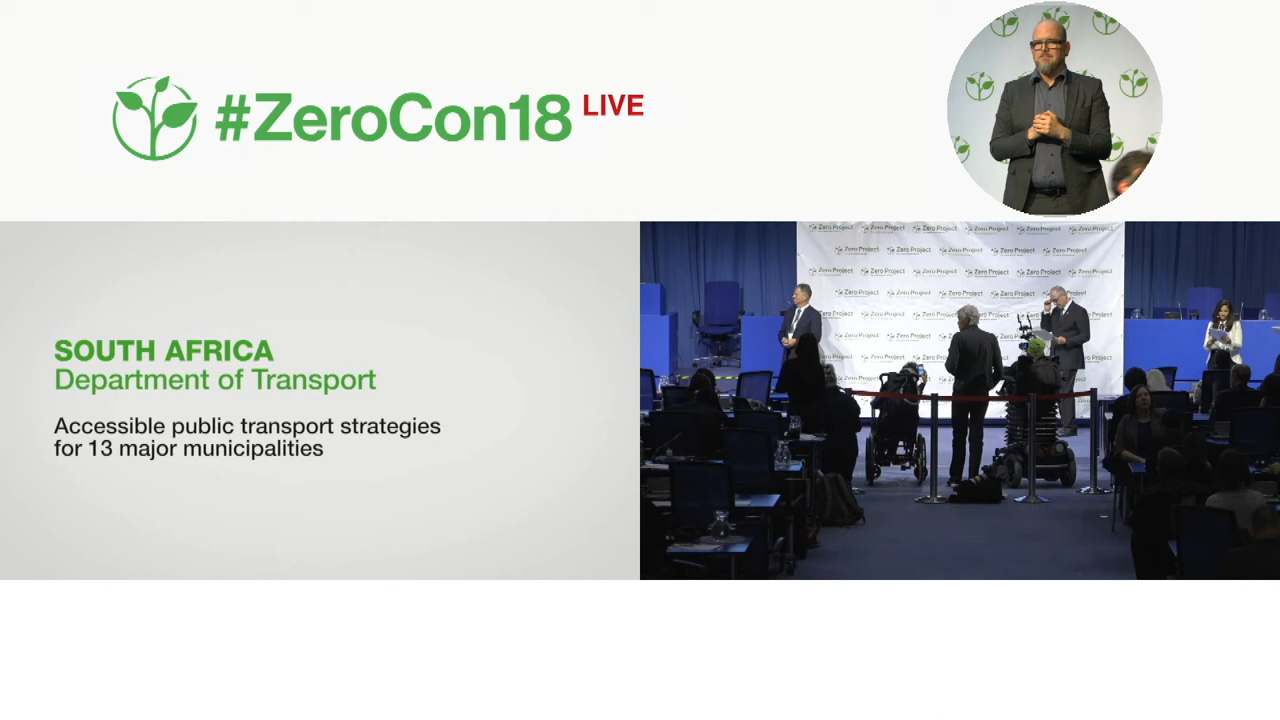 #ZeroCon18 LIVE
SOUTH AFRICA
Department of Transport
Accessible public transport strategies
for 13 major municipalities
Zero Project